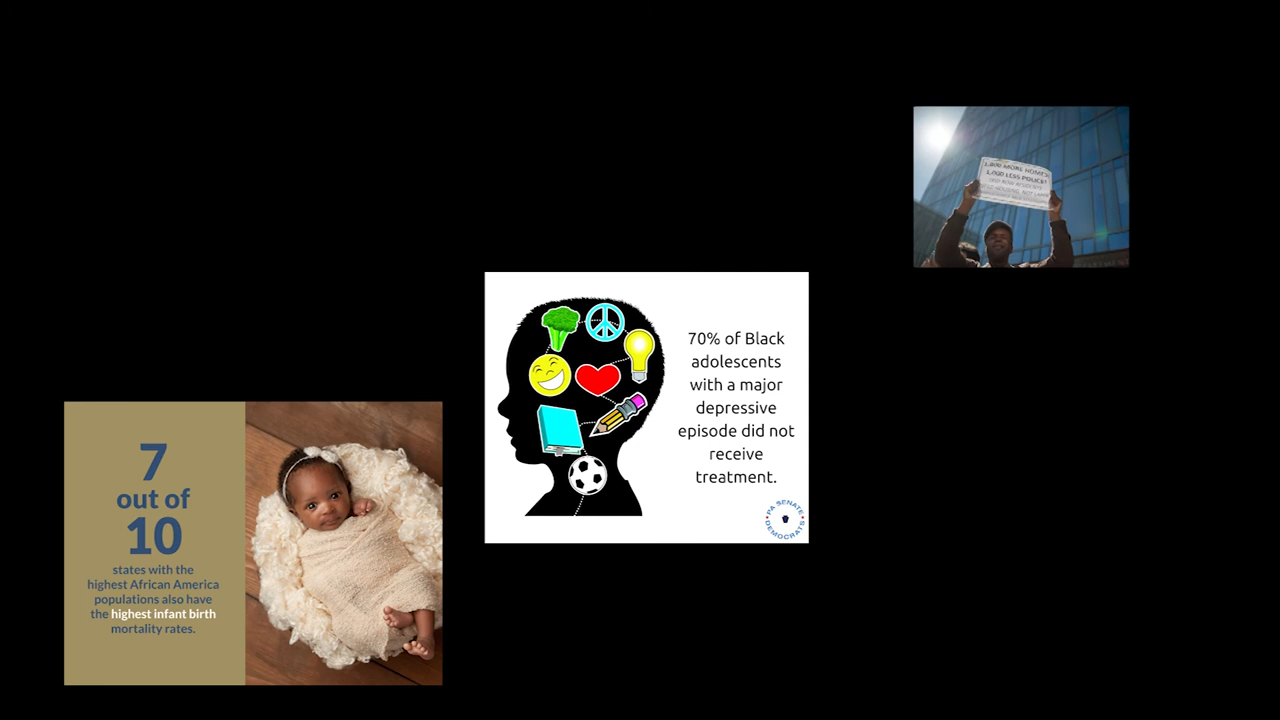 1,000 MORE HOMES
1,000 LESS POLICE!
70% of Black
adolescents
with a major
depressive
episode did not
receive
treatment.
PA SENATE
DEMOCRATS
7
out of
10
states with the
highest African America
populations also have
the highest infant birth
mortality rates.